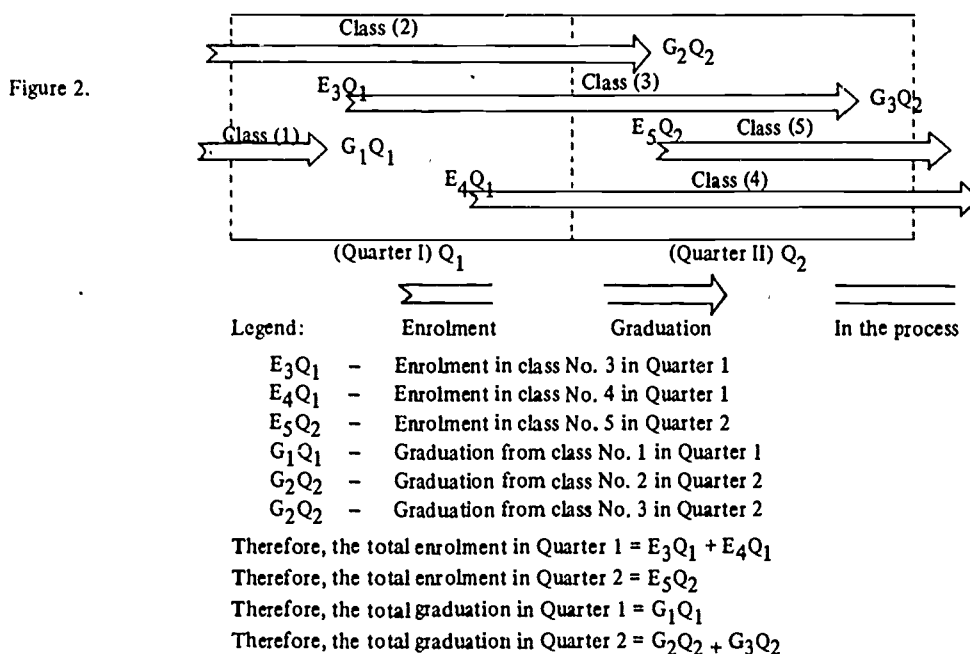 Figure 2.
Class (2)
G2Q2
E3Q1
Class (3)
G3Q2
Class (1)
G1Q1
E5Q2
Class (5)
E4Q1
Class (4)
(Quarter I) Q1
(Quarter II) Q2
Legend:
Enrolment
Graduation
In the process
E3Q1 – Enrolment in class No. 3 in Quarter 1
E4Q1 – Enrolment in class No. 4 in Quarter 1
E5Q2 – Enrolment in class No. 5 in Quarter 2
G1Q1 – Graduation from class No. 1 in Quarter 1
G2Q2 – Graduation from class No. 2 in Quarter 2
G2Q2 – Graduation from class No. 3 in Quarter 2
Therefore, the total enrolment in Quarter 1 = E3Q1 + E4Q1
Therefore, the total enrolment in Quarter 2 = E5Q2
Therefore, the total graduation in Quarter 1 = G1Q1
Therefore, the total graduation in Quarter 2 = G2Q2 + G3Q2